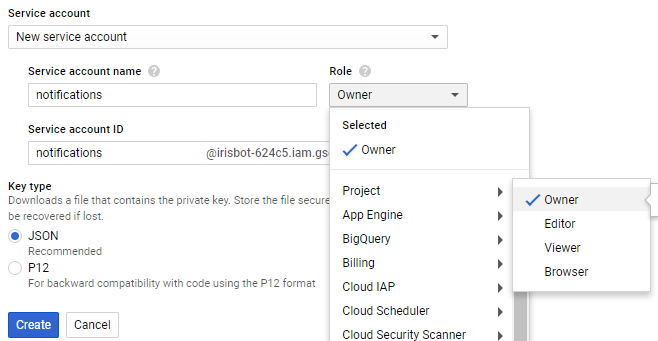 Service account
New service account
Service account name
Role
notifications
Owner
Service account ID
Selected
notifications @irisbot-624c5.iam.gs
Owner
Key type
Downloads a file that contains the private key. Store the file secure
be recovered if lost.
JSON
Recommended
P12
For backward compatibility with code using the P12 format
Create
Cancel
Project
App Engine
BigQuery
Billing
Cloud IAP
Cloud Scheduler
Cloud Security Scanner
Owner
Editor
Viewer
Browser